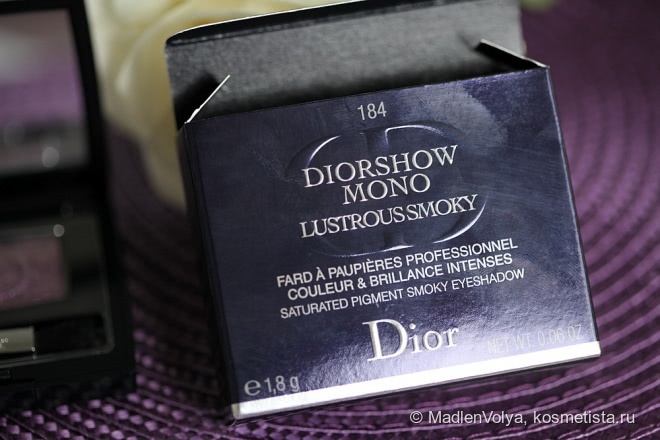 184
DIORSHOW
MONO
LUSTROUS SMOKY
FARD À PAUPIÈRES PROFESSIONNEL
COULEUR & BRILLANCE INTENSES
SATURATED PIGMENT SMOKY EYESHADOW
Dior
NET WT 0.06 OZ
℮ 1,8 g
© MadlenVolya, kosmetista.ru